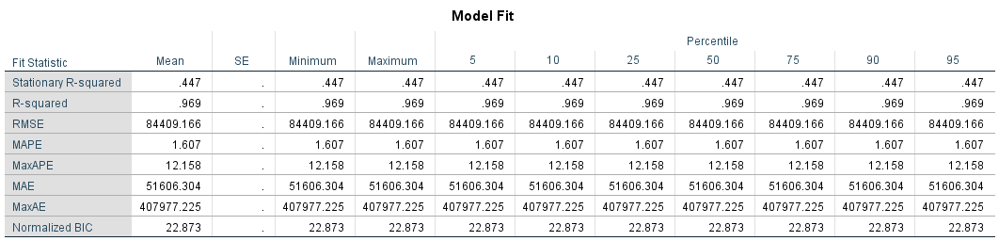 Model Fit
Percentile
Fit Statistic Mean SE Minimum Maximum 5 10 25 50 75 90 95
Stationary R-squared .447 . .447 .447 .447 .447 .447 .447 .447 .447 .447
R-squared .969 . .969 .969 .969 .969 .969 .969 .969 .969 .969
RMSE 84409.166 . 84409.166 84409.166 84409.166 84409.166 84409.166 84409.166 84409.166 84409.166 84409.166
MAPE 1.607 . 1.607 1.607 1.607 1.607 1.607 1.607 1.607 1.607 1.607
MaxAPE 12.158 . 12.158 12.158 12.158 12.158 12.158 12.158 12.158 12.158 12.158
MAE 51606.304 . 51606.304 51606.304 51606.304 51606.304 51606.304 51606.304 51606.304 51606.304 51606.304
MaxAE 407977.225 . 407977.225 407977.225 407977.225 407977.225 407977.225 407977.225 407977.225 407977.225 407977.225
Normalized BIC 22.873 . 22.873 22.873 22.873 22.873 22.873 22.873 22.873 22.873 22.873